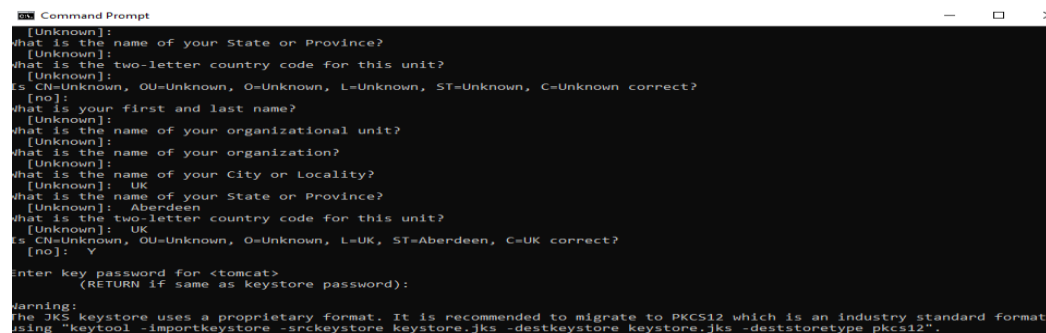 Command Prompt
[Unknown]:
What is the name of your State or Province?
[Unknown]:
What is the two-letter country code for this unit?
[Unknown]:
Is CN=Unknown, OU=Unknown, O=Unknown, L=Unknown, ST=Unknown, C=Unknown correct?
[no]:
What is your first and last name?
[Unknown]:
What is the name of your organizational unit?
[Unknown]:
What is the name of your organization?
[Unknown]:
What is the name of your City or Locality?
[Unknown]: UK
What is the name of your State or Province?
[Unknown]: Aberdeen
What is the two-letter country code for this unit?
[Unknown]: UK
Is CN=Unknown, OU=Unknown, O=Unknown, L=UK, ST=Aberdeen, C=UK correct?
[no]: Y
Enter key password for <tomcat>
(RETURN if same as keystore password):
Warning:
The JKS keystore uses a proprietary format. It is recommended to migrate to PKCS12 which is an industry standard format
using "keytool -importkeystore -srckeystore keystore.jks -destkeystore keystore.jks -deststoretype pkcs12".